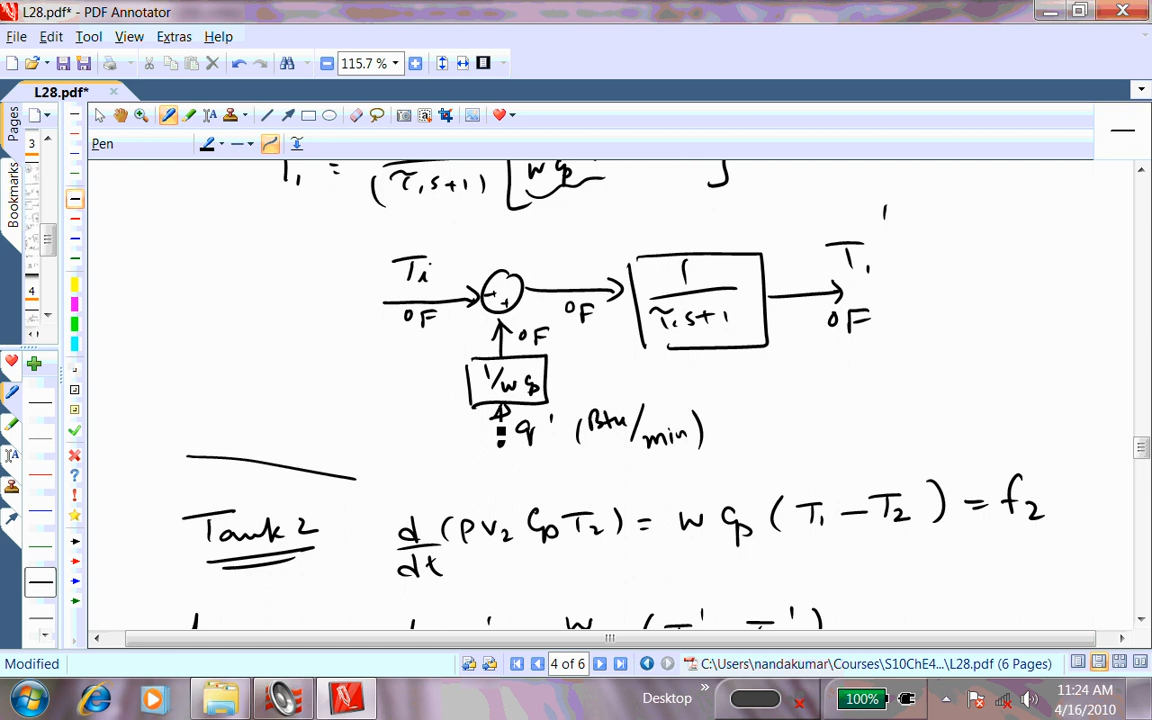 L28.pdf* - PDF Annotator
File Edit Tool View Extras Help
115.7 %
L28.pdf*
Pages
Bookmarks
3
4
Pen
T₁ = (τ₁s+1) [wCp ]
Ti
°F
+
+
°F
1
τ₁s+1
T₁'
°F
°F
1/wCp
q' (Btu/min)
Tank 2
d/dt (ρV₂CpT₂) = wCp (T₁ - T₂) = f₂
Modified
4 of 6
C:\Users\nandakumar\Courses\S10ChE4...\L28.pdf (6 Pages)
Desktop
»
100%
11:24 AM
4/16/2010